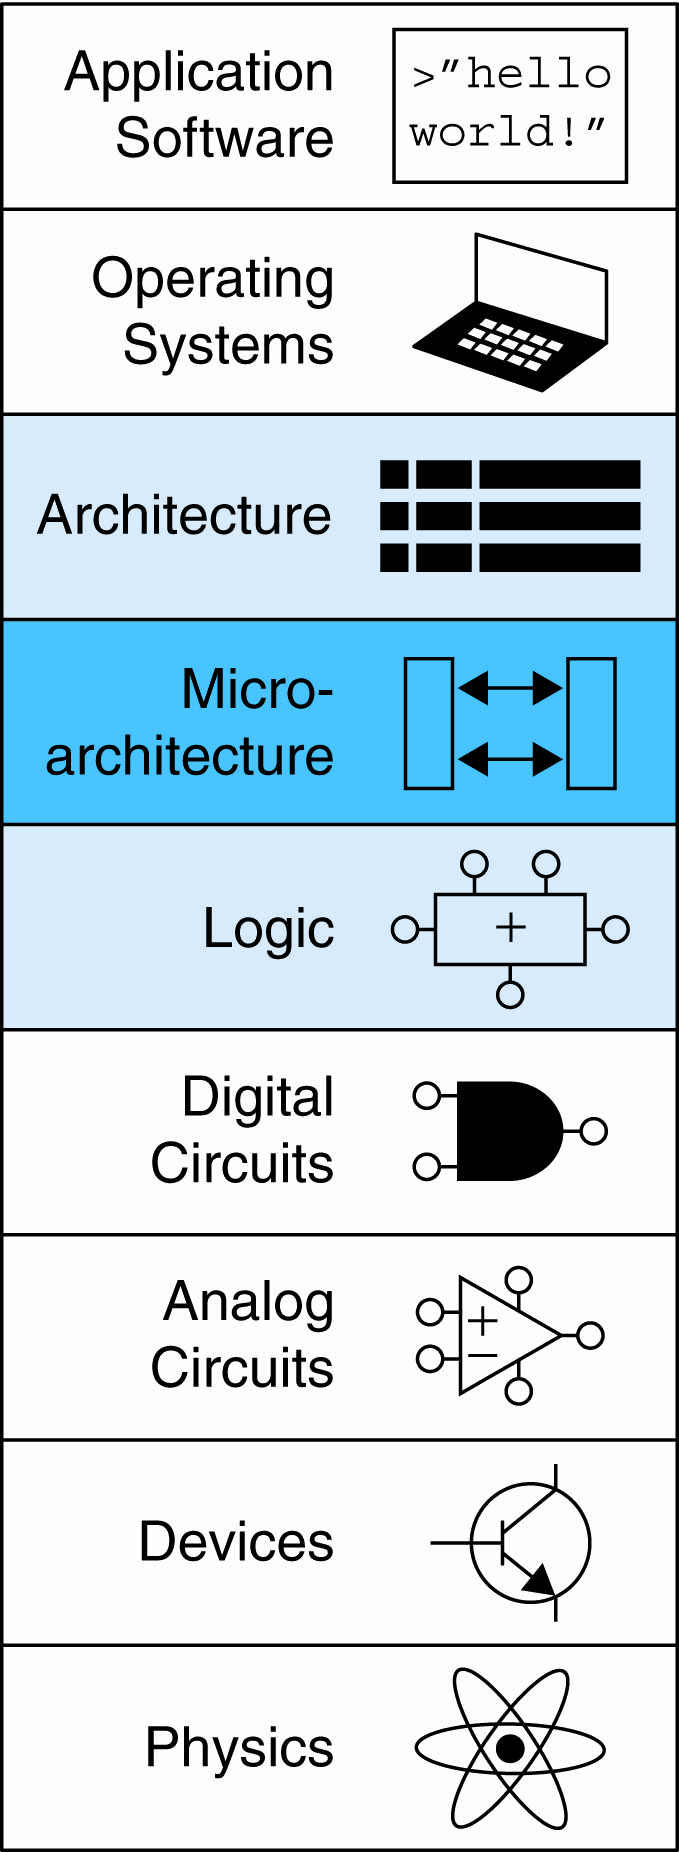 Application
Software
>"hello
world!"
Operating
Systems
Architecture
Micro-
architecture
Logic
+
Digital
Circuits
Analog
Circuits
+
−
Devices
Physics